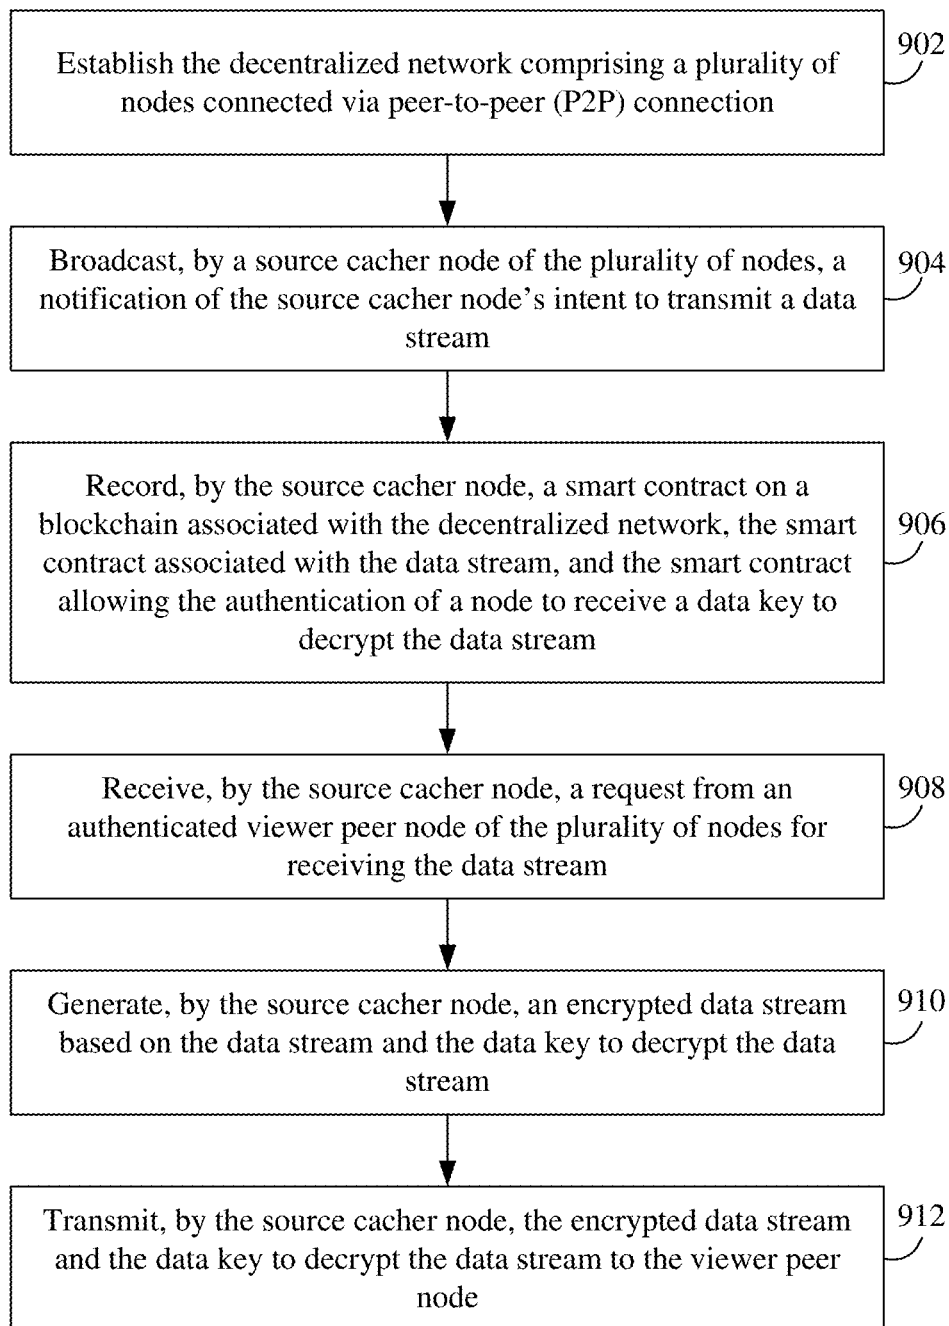 Establish the decentralized network comprising a plurality of
nodes connected via peer-to-peer (P2P) connection
902
Broadcast, by a source cacher node of the plurality of nodes, a
notification of the source cacher node's intent to transmit a data
stream
904
Record, by the source cacher node, a smart contract on a
blockchain associated with the decentralized network, the smart
contract associated with the data stream, and the smart contract
allowing the authentication of a node to receive a data key to
decrypt the data stream
906
Receive, by the source cacher node, a request from an
authenticated viewer peer node of the plurality of nodes for
receiving the data stream
908
Generate, by the source cacher node, an encrypted data stream
based on the data stream and the data key to decrypt the data
stream
910
Transmit, by the source cacher node, the encrypted data stream
and the data key to decrypt the data stream to the viewer peer
node
912